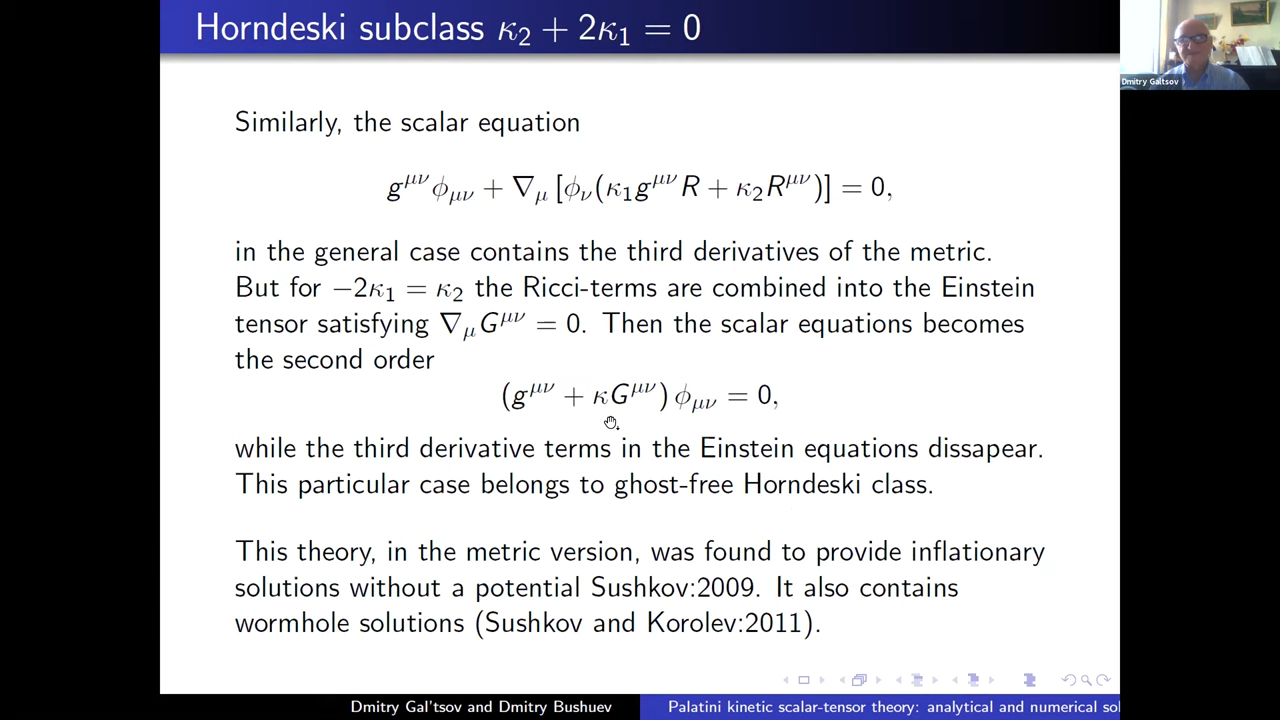 Horndeski subclass κ₂ + 2κ₁ = 0
Dmitry Galtsov
Similarly, the scalar equation
g^{μν}ϕ_{μν} + ∇_μ [ϕ_ν(κ₁g^{μν}R + κ₂R^{μν})] = 0,
in the general case contains the third derivatives of the metric.
But for −2κ₁ = κ₂ the Ricci-terms are combined into the Einstein
tensor satisfying ∇_μG^{μν} = 0. Then the scalar equations becomes
the second order
(g^{μν} + κG^{μν}) ϕ_{μν} = 0,
while the third derivative terms in the Einstein equations dissapear.
This particular case belongs to ghost-free Horndeski class.
This theory, in the metric version, was found to provide inflationary
solutions without a potential Sushkov:2009. It also contains
wormhole solutions (Sushkov and Korolev:2011).
Dmitry Gal'tsov and Dmitry Bushuev
Palatini kinetic scalar-tensor theory: analytical and numerical sol